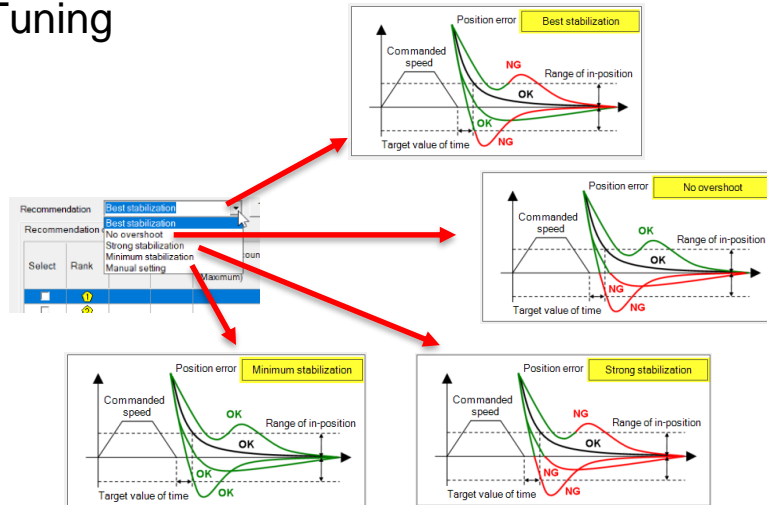 Tuning
Position error
Best stabilization
Commanded
speed
NG
Range of in-position
OK
OK
NG
Target value of time
Recommendation
Best stabilization
Best stabilization
No overshoot
Strong stabilization
Minimum stabilization
Manual setting
Recommendation
Select
Rank
Maximum)
1
2
Position error
No overshoot
Commanded
speed
OK
Range of in-position
OK
NG
NG
Target value of time
Position error
Minimum stabilization
Commanded
speed
OK
Range of in-position
OK
OK
OK
Target value of time
Position error
Strong stabilization
Commanded
speed
NG
Range of in-position
OK
NG
NG
Target value of time